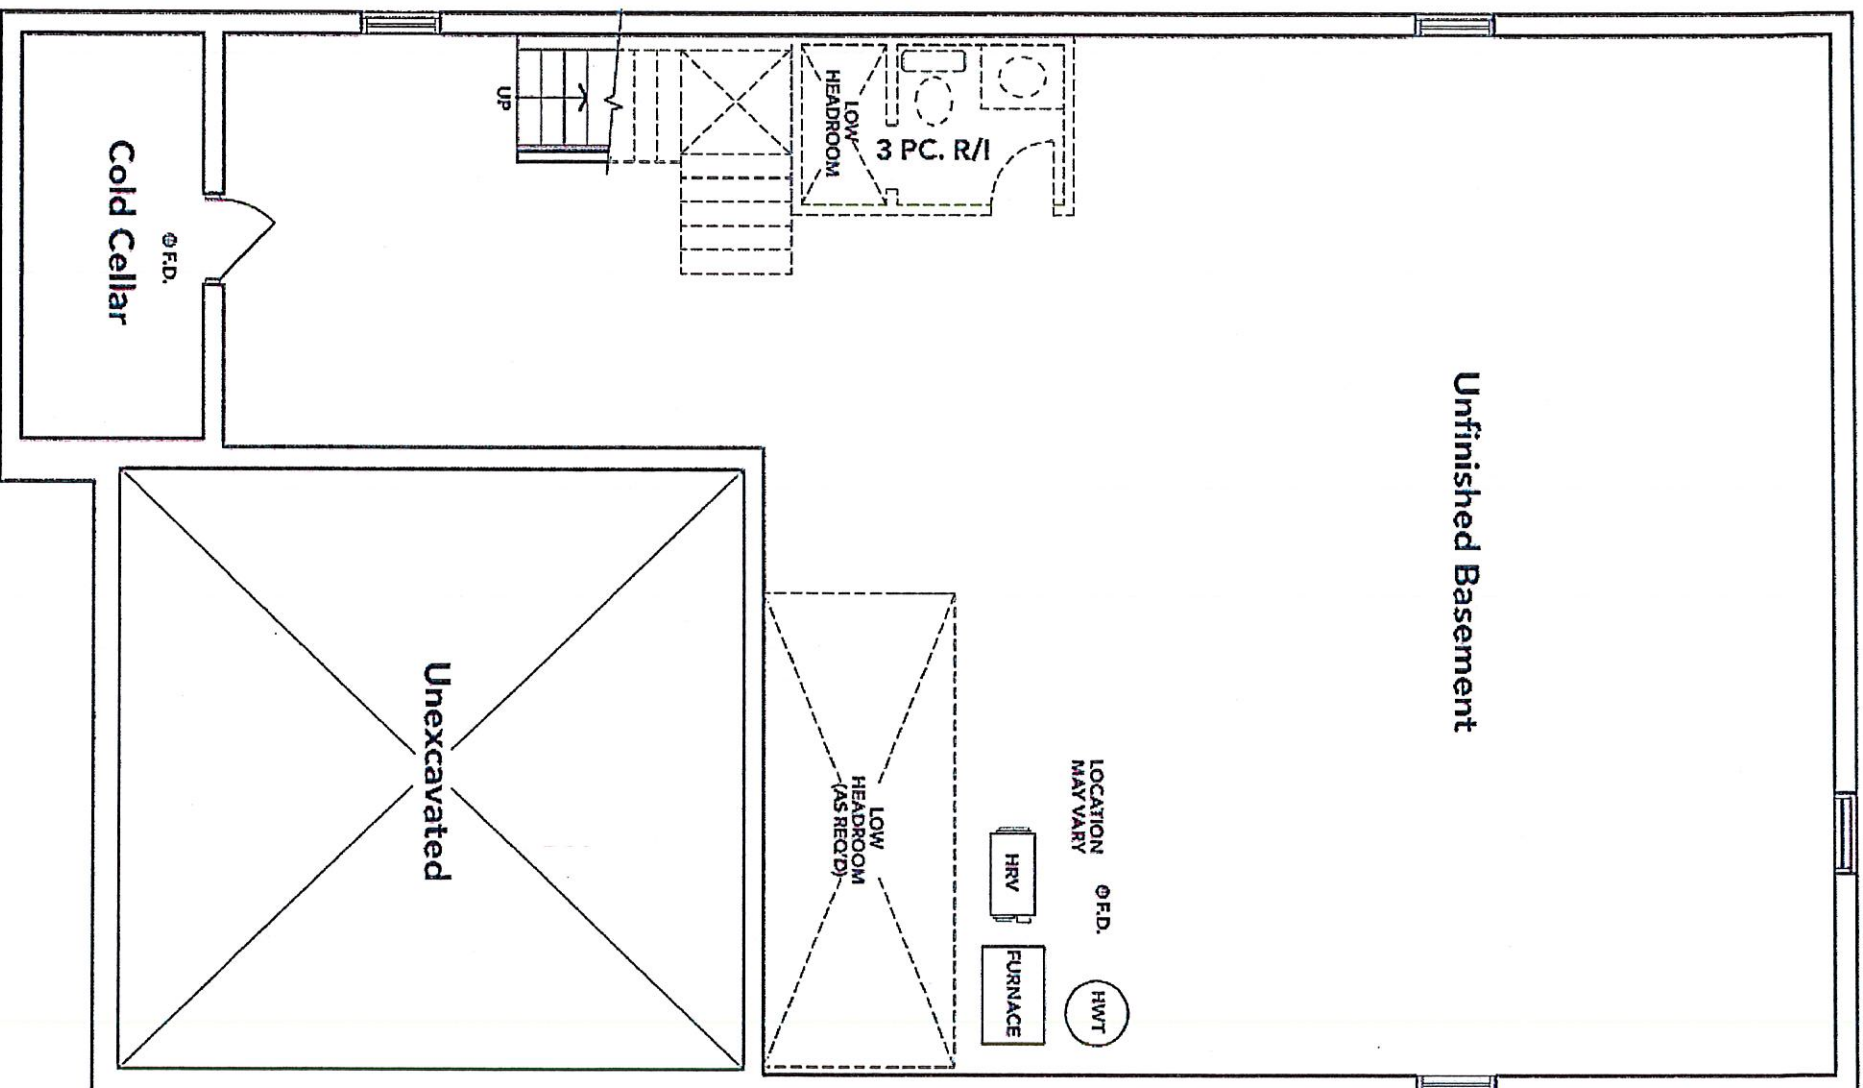 Unfinished Basement
LOCATION
MAY VARY
F.D.
HWT
HRV
FURNACE
3 PC. R/I
LOW
HEADROOM
LOW
HEADROOM
(AS REQ'D)
UP
Unexcavated
F.D.
Cold Cellar